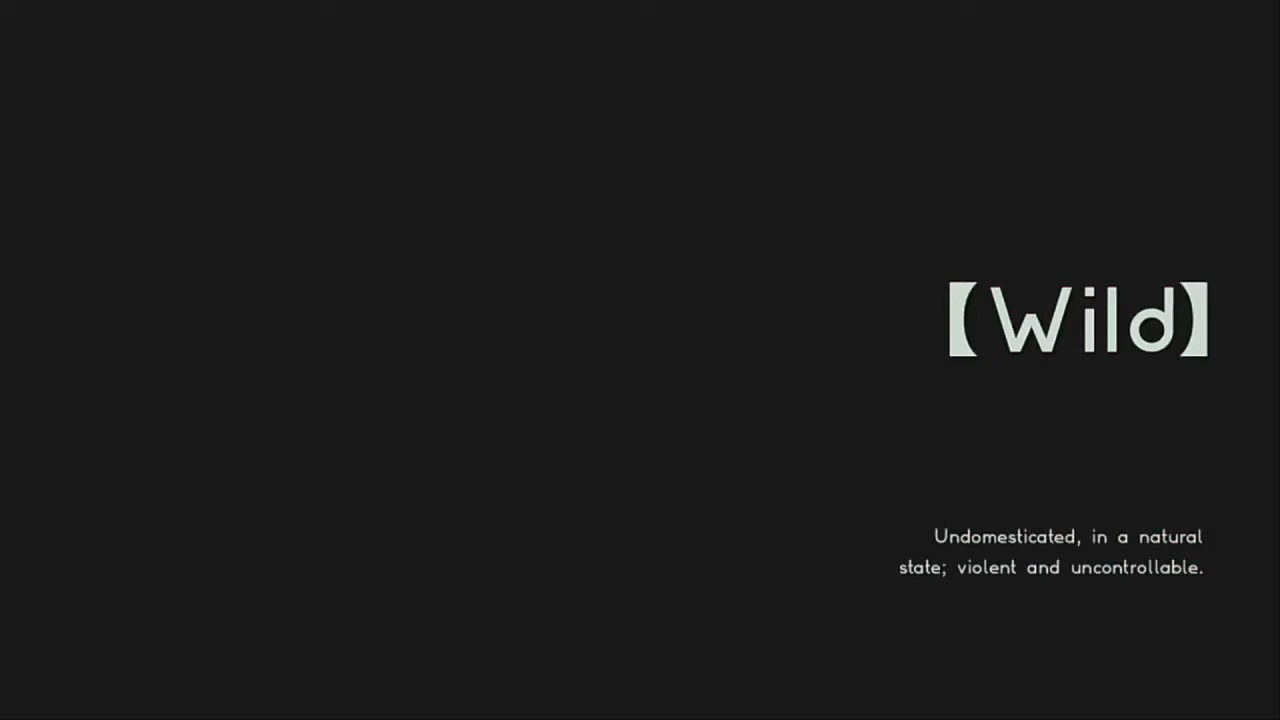 【Wild】
Undomesticated, in a natural
state; violent and uncontrollable.